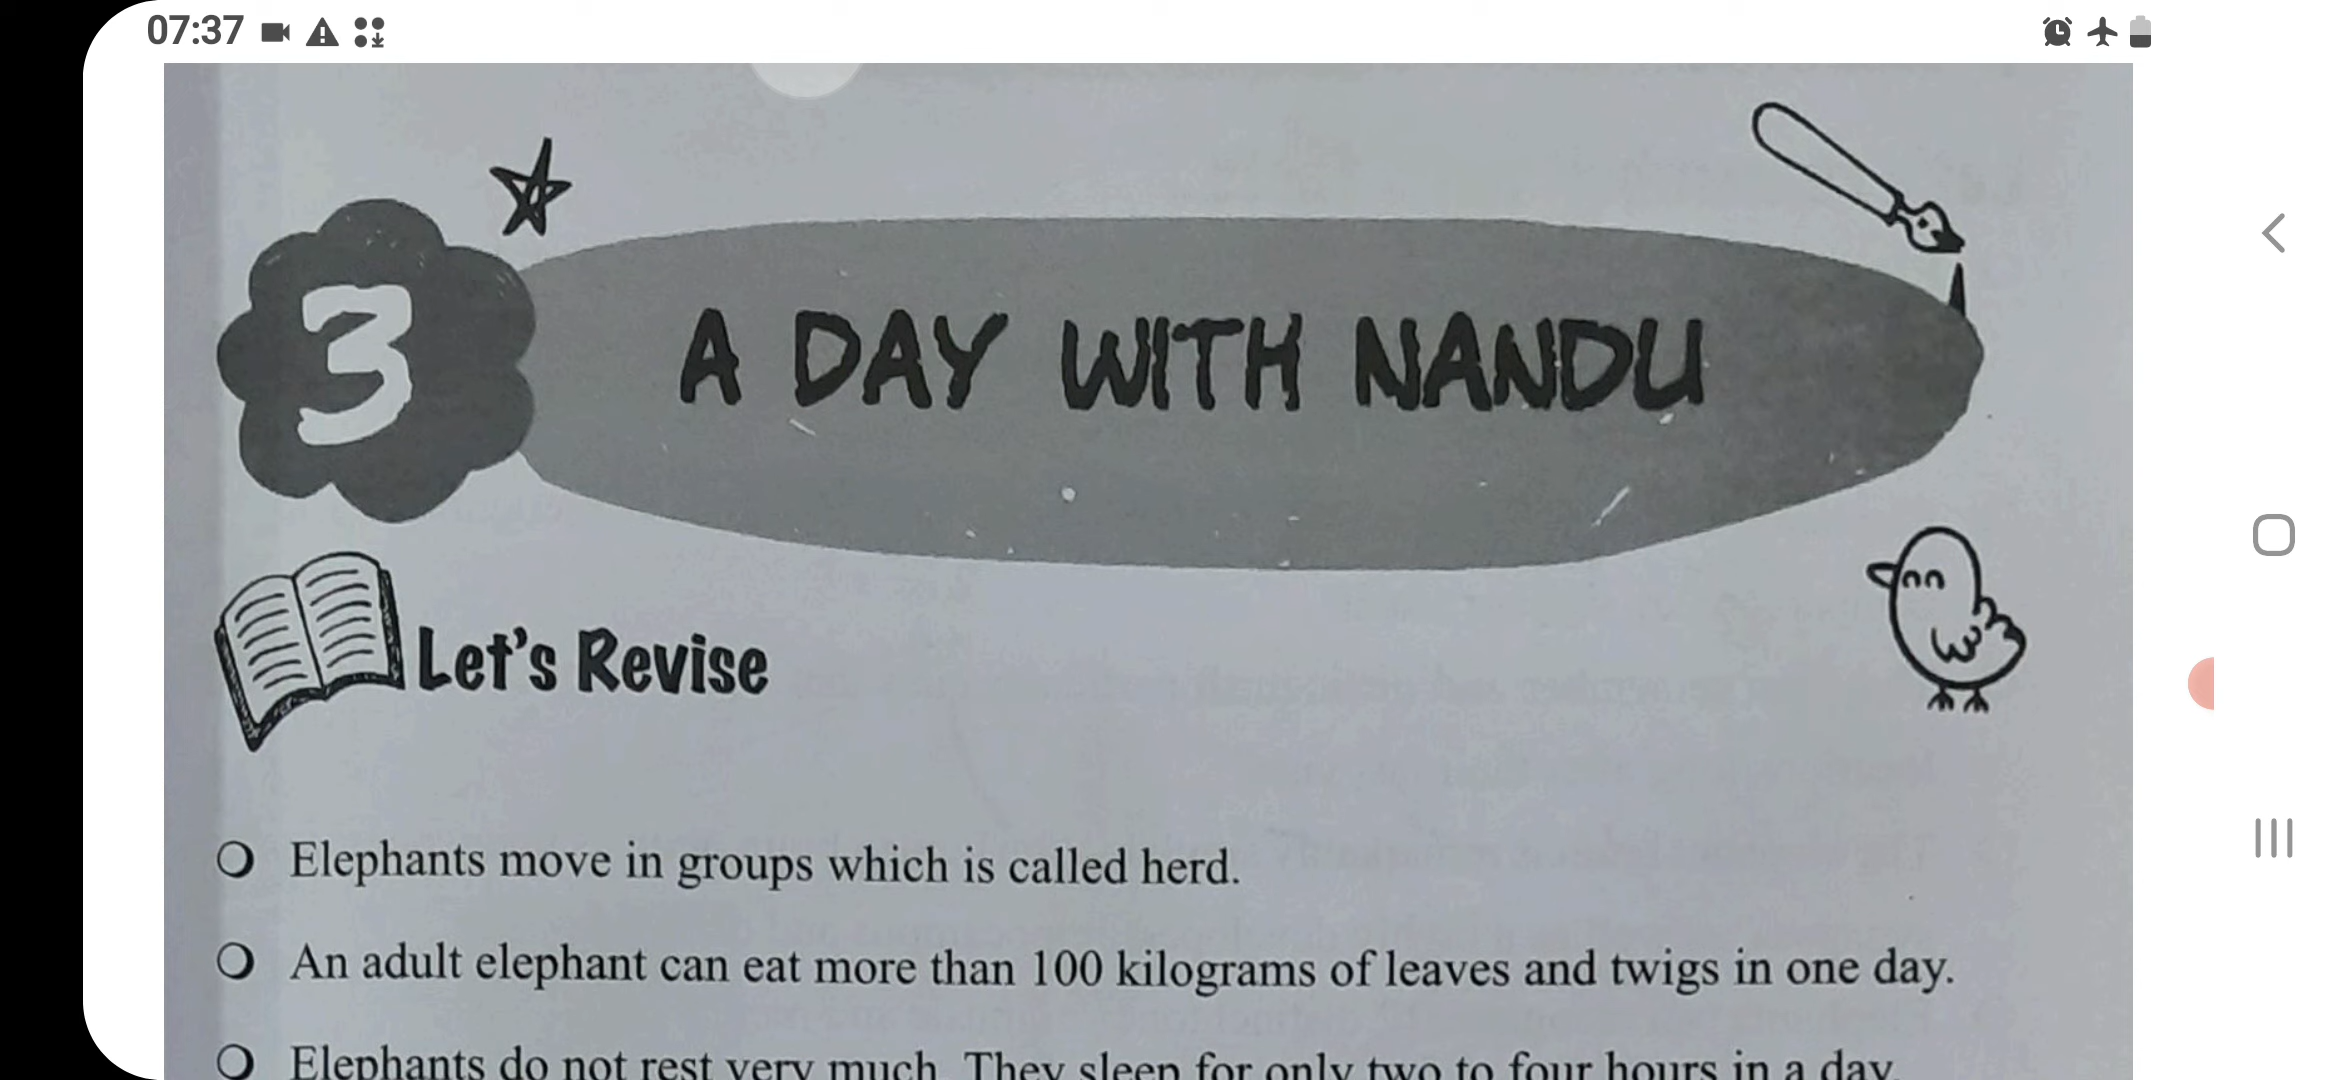 07:37
3
A DAY WITH NANDU
Let's Revise
Elephants move in groups which is called herd.
An adult elephant can eat more than 100 kilograms of leaves and twigs in one day.
Elephants do not rest very much. They sleep for only two to four hours in a day.